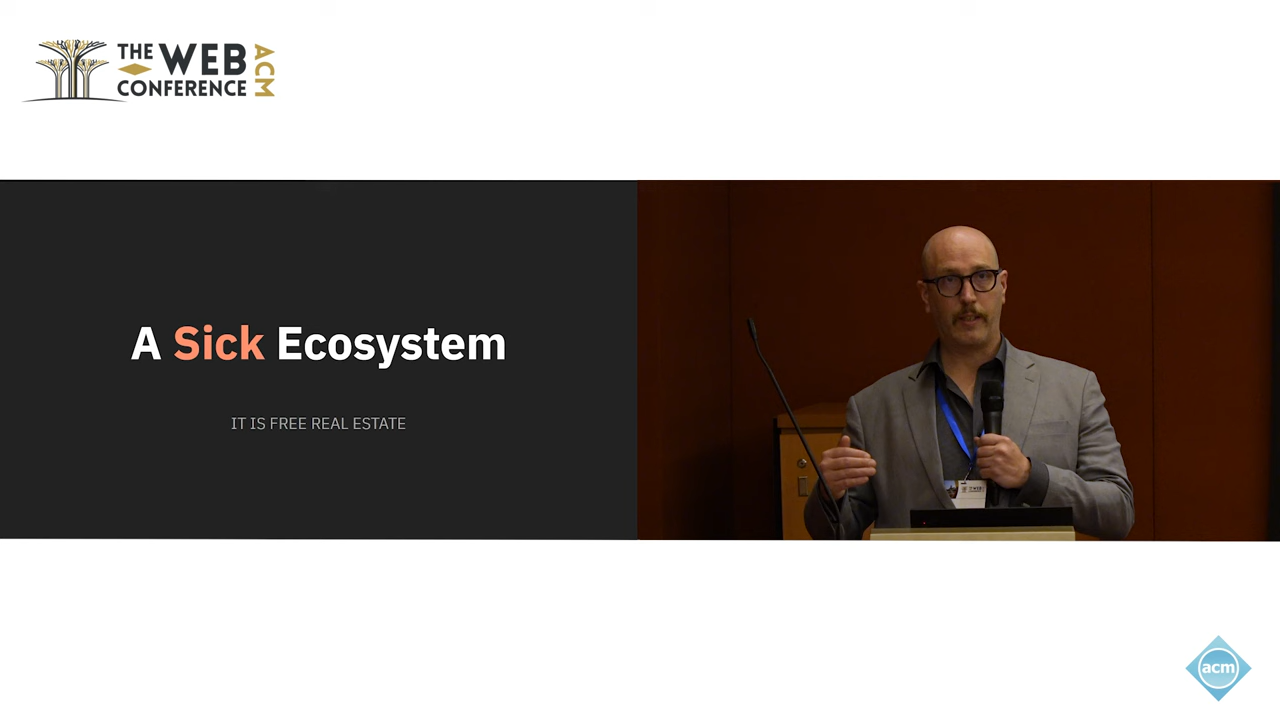 THE WEB
CONFERENCE
ACM
A Sick Ecosystem
IT IS FREE REAL ESTATE
acm